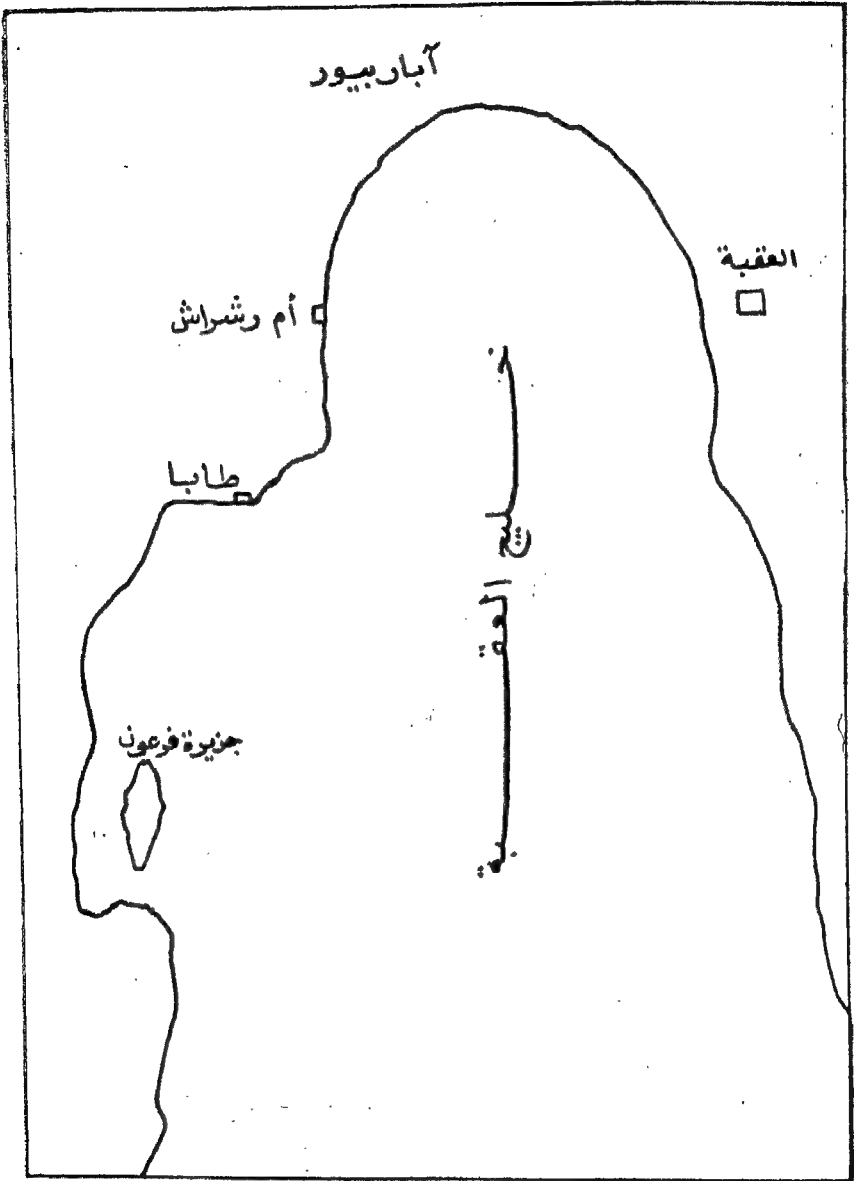 آبار بيور
العقبة
أم رشراش
خليج العقبة
طابا
جزيرة فرعون